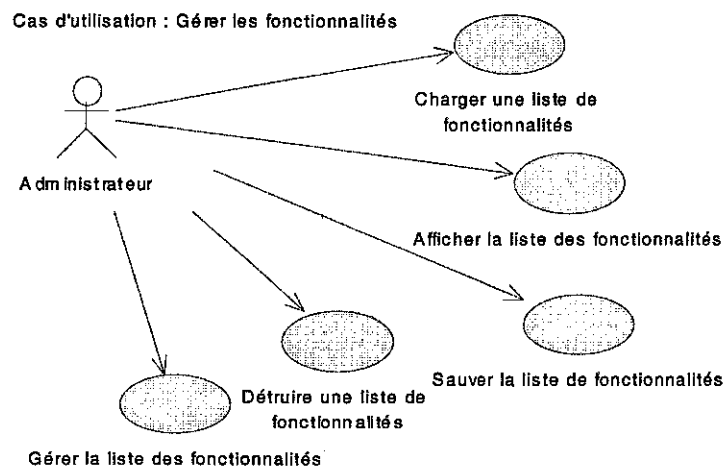 Cas d'utilisation : Gérer les fonctionnalités
Charger une liste de
fonctionnalités
Administrateur
Afficher la liste des fonctionnalités
Sauver la liste de fonctionnalités
Détruire une liste de
fonctionnalités
Gérer la liste des fonctionnalités